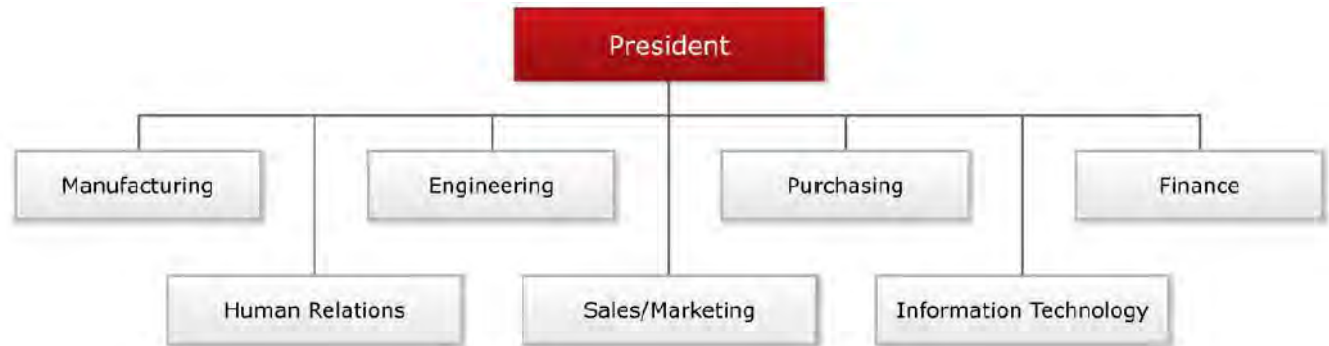 President
Manufacturing
Engineering
Purchasing
Finance
Human Relations
Sales/Marketing
Information Technology